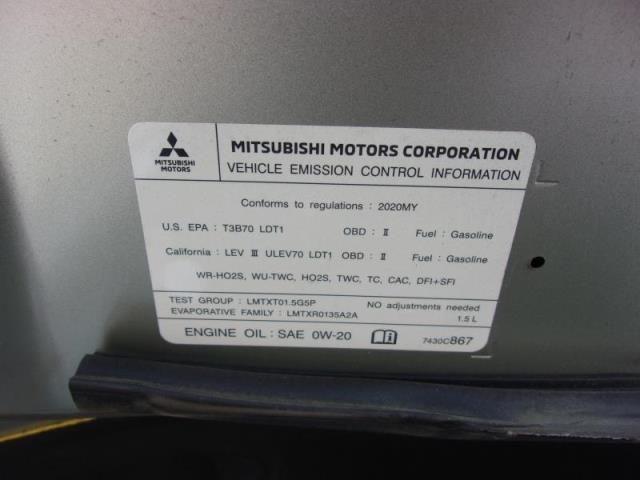 MITSUBISHI MOTORS CORPORATION
MITSUBISHI
MOTORS
VEHICLE EMISSION CONTROL INFORMATION
Conforms to regulations : 2020MY
U.S. EPA : T3B70 LDT1 OBD : II Fuel : Gasoline
California : LEV III ULEV70 LDT1 OBD : II Fuel : Gasoline
WR-HO2S, WU-TWC, HO2S, TWC, TC, CAC, DFI+SFI
TEST GROUP : LMTXT01.5G5P NO adjustments needed
EVAPORATIVE FAMILY : LMTXR0135A2A 1.5 L
ENGINE OIL : SAE 0W-20 7430C867